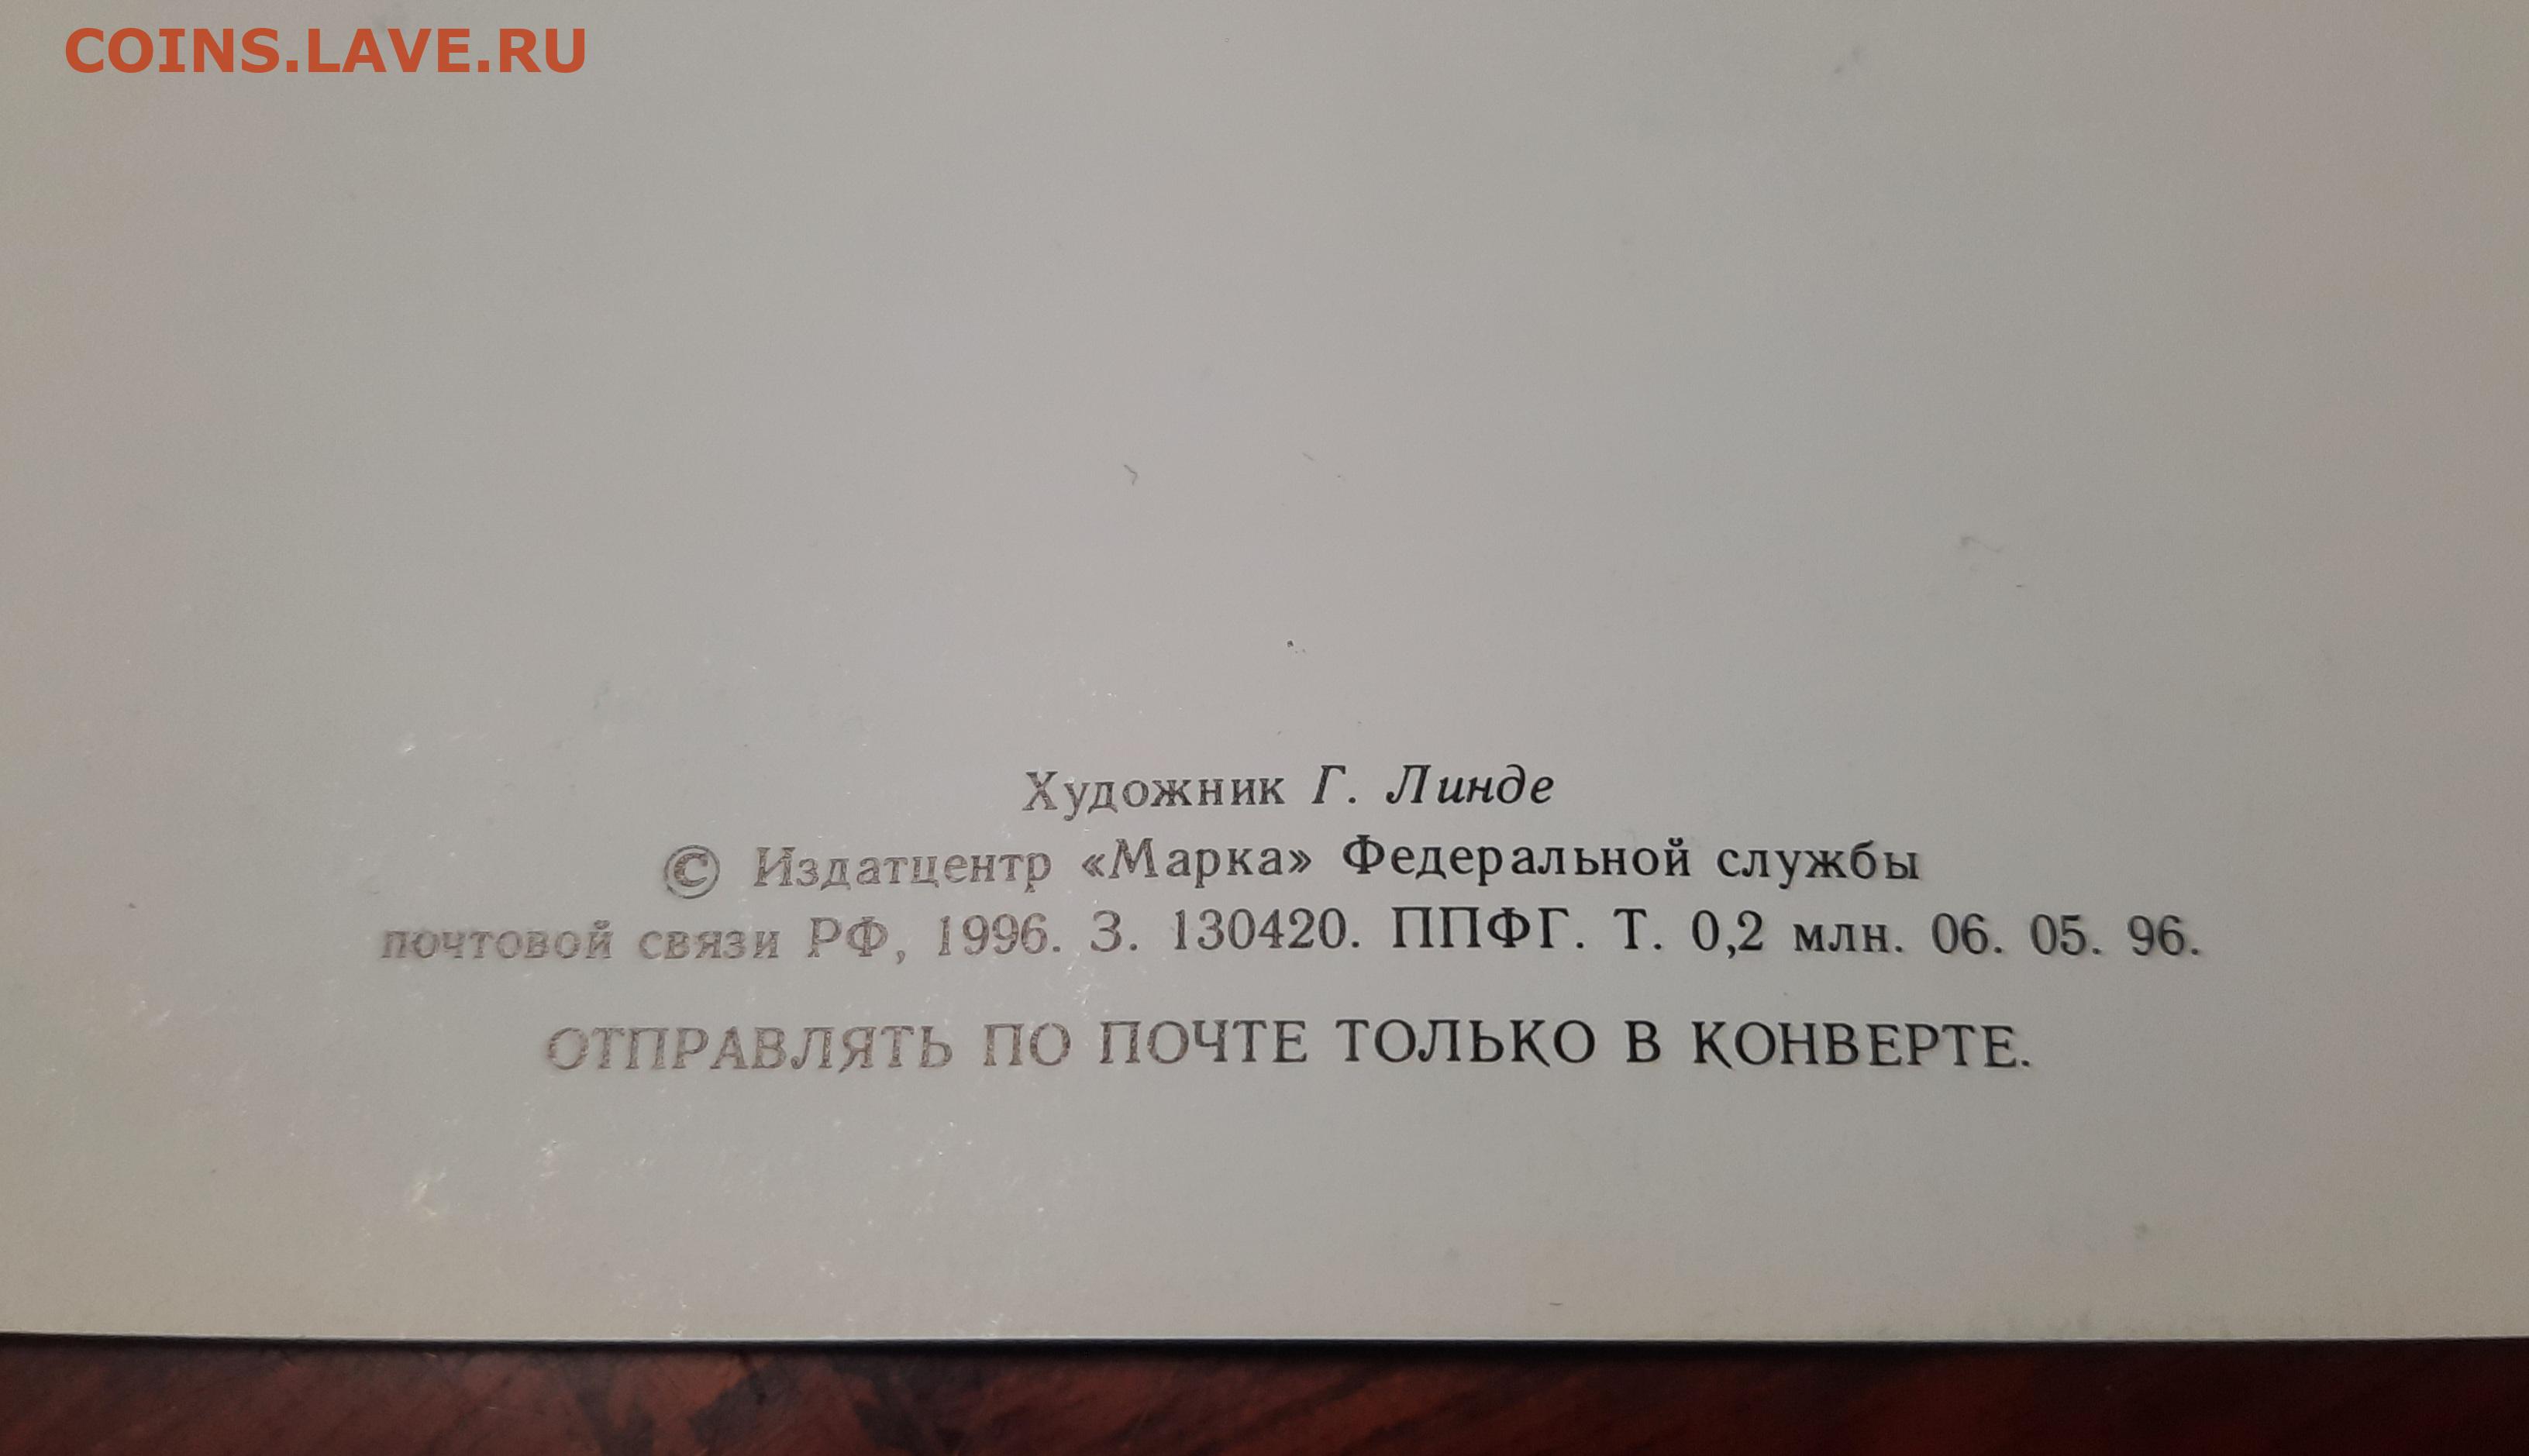 COINS.LAVE.RU
Художник Г. Линде
© Издатцентр «Марка» Федеральной службы
почтовой связи РФ, 1996. З. 130420. ППФГ. Т. 0,2 млн. 06. 05. 96.
ОТПРАВЛЯТЬ ПО ПОЧТЕ ТОЛЬКО В КОНВЕРТЕ.